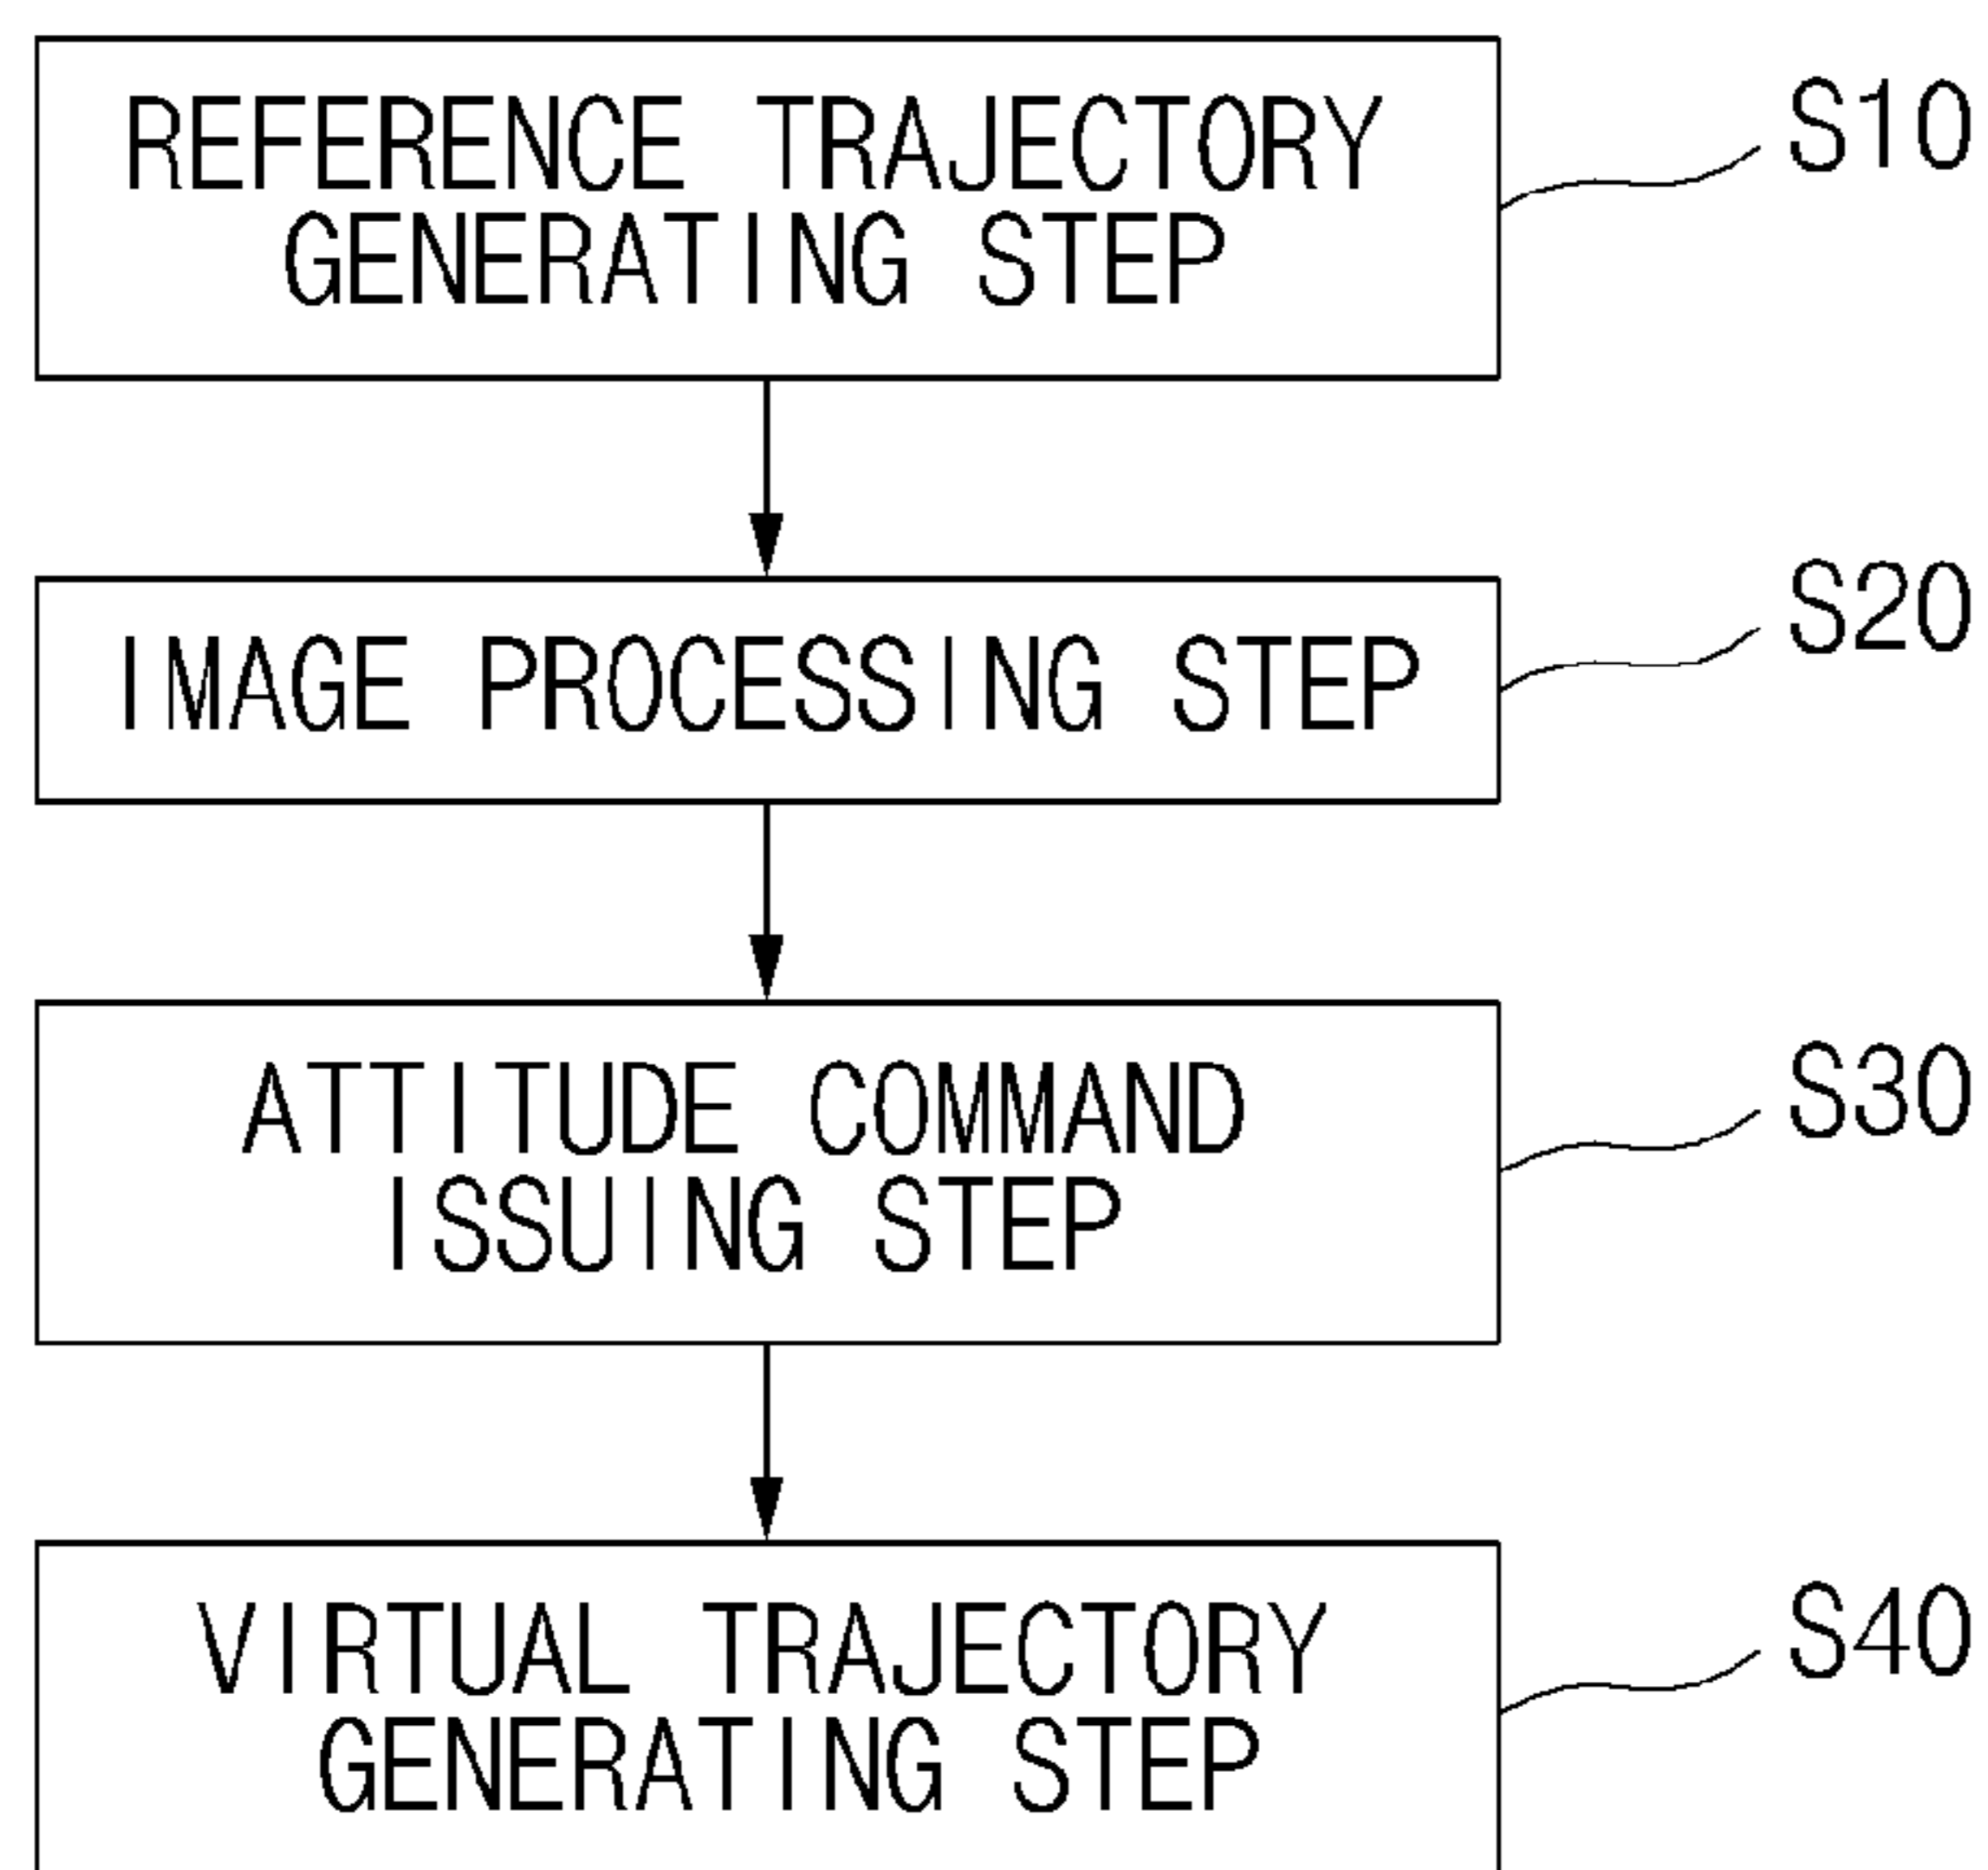 REFERENCE TRAJECTORY
GENERATING STEP
S10
IMAGE PROCESSING STEP
S20
ATTITUDE COMMAND
ISSUING STEP
S30
VIRTUAL TRAJECTORY
GENERATING STEP
S40